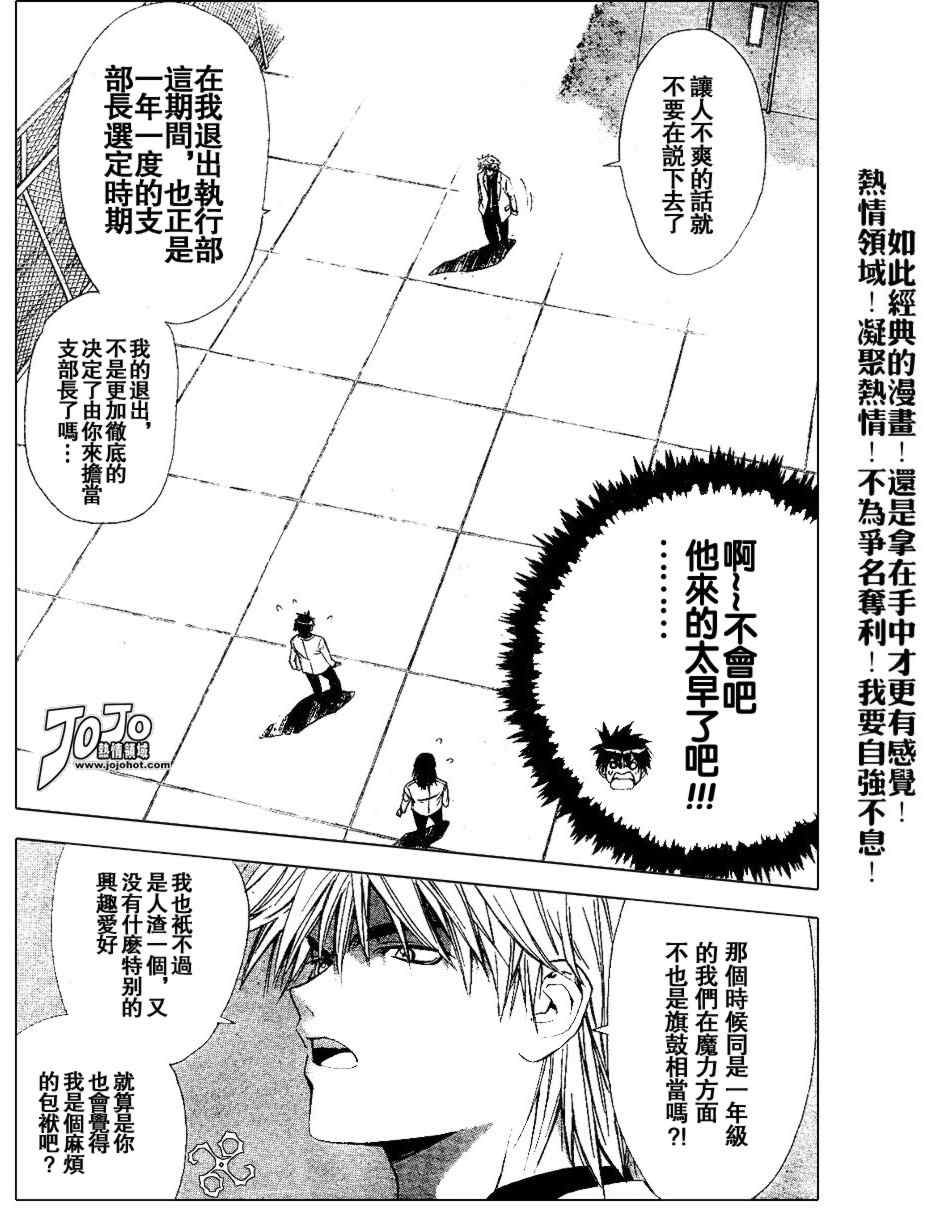 如此經典的漫畫！還是拿在手中才更有感覺！
熱情領域！凝聚熱情！不為爭名奪利！我要自強不息！
讓人不爽的話就
不要在説下去了
在我退出執行部
這期間，也正是
一年一度的支
部長選定時期
我的退出，
不是更加徹底的
决定了由你來擔當
支部長了嗎…
啊~~不會吧
他來的太早了吧!!!
………
JOJO
熱情領域
www.jojohot.com
那個時候同是一年級
的我們在魔力方面
不也是旗鼓相當嗎?!
我也衹不過
是人渣一個，又
没有什麽特别的
興趣愛好
就算是你
也會覺得
我是個麻煩
的包袱吧？